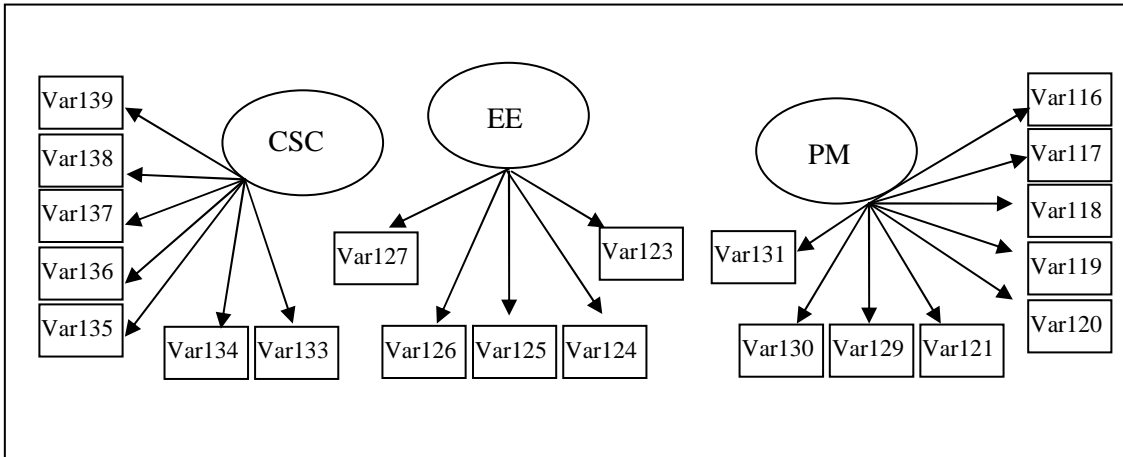 Var139
Var138
Var137
Var136
Var135
Var134
Var133
CSC
EE
Var127
Var126
Var125
Var124
Var123
PM
Var131
Var130
Var129
Var121
Var116
Var117
Var118
Var119
Var120